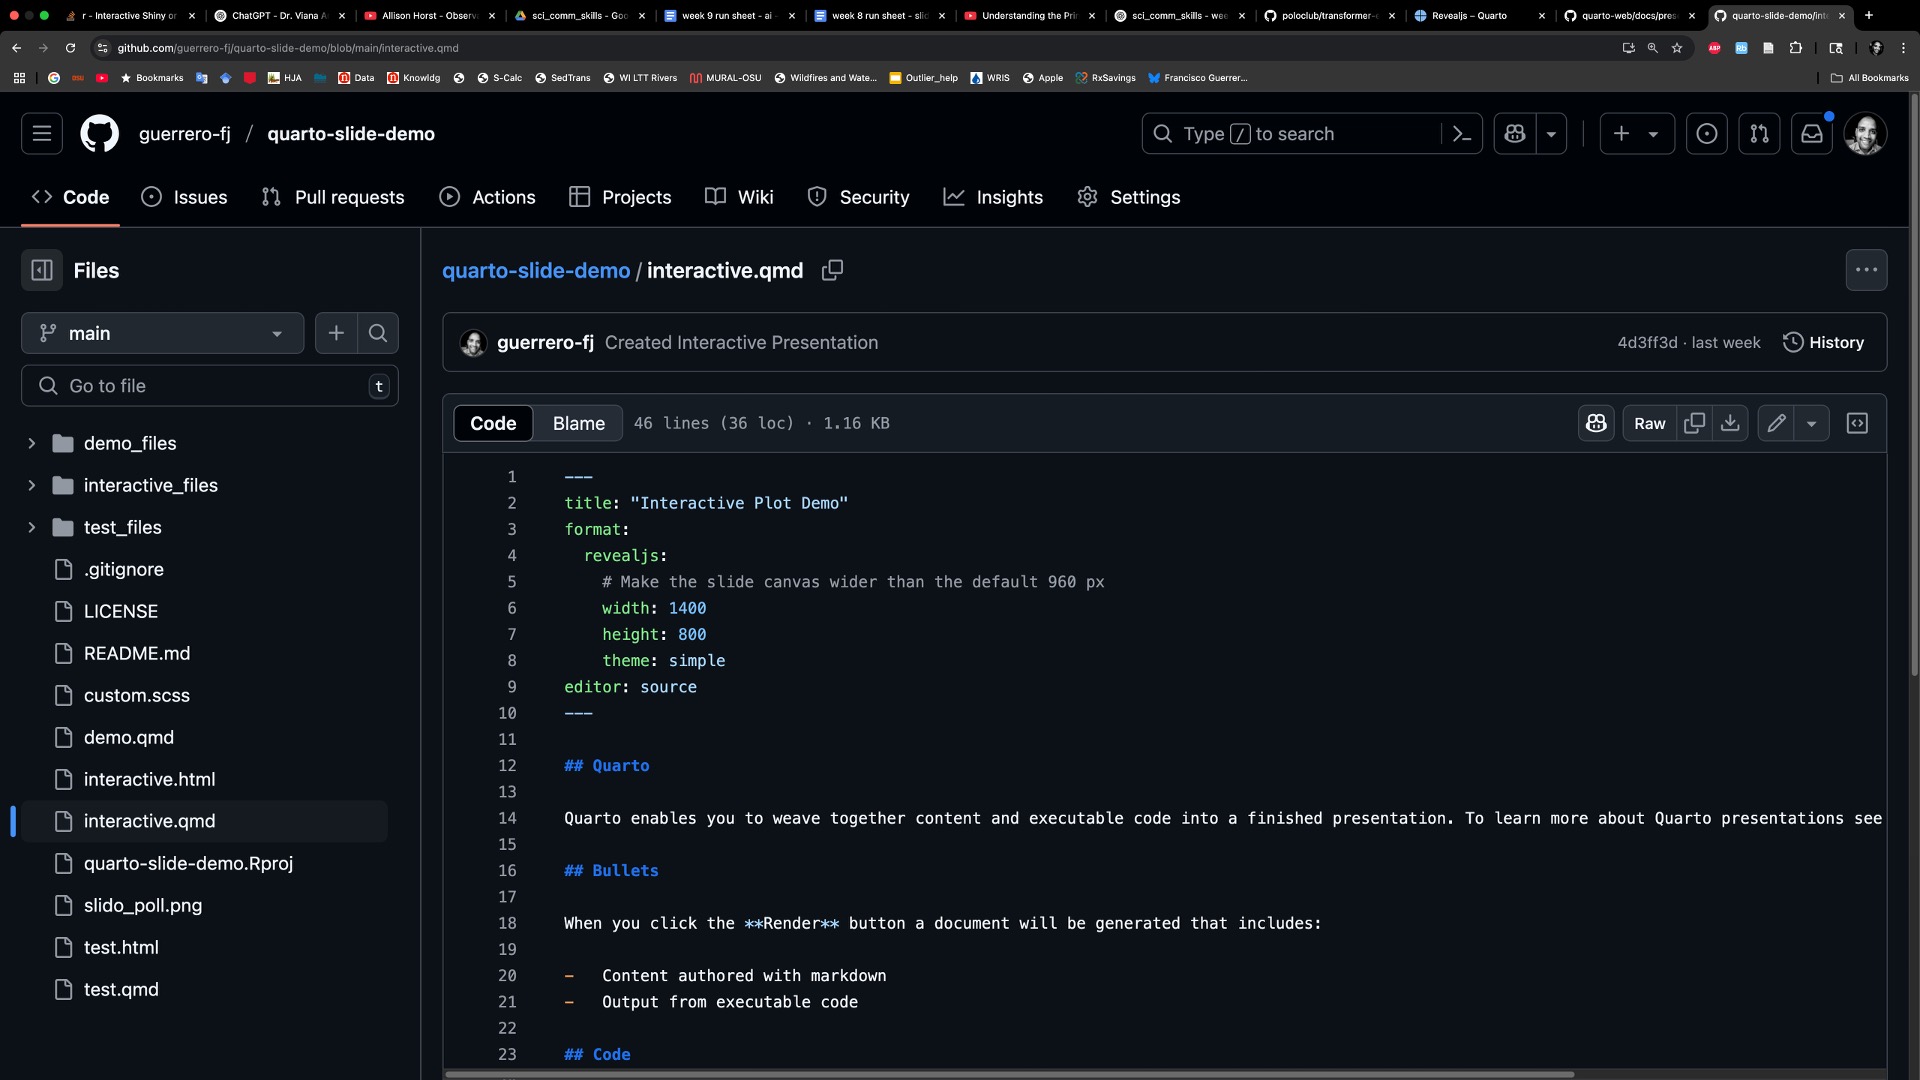 r - Interactive Shiny or
ChatGPT - Dr. Viana A
Allison Horst - Observa
sci_comm_skills - Goo
week 9 run sheet - ai -
week 8 run sheet - slid
Understanding the Prin
sci_comm_skills - wee
poloclub/transformer-e
Revealjs – Quarto
quarto-web/docs/pres
quarto-slide-demo/inte
github.com/guerrero-fj/quarto-slide-demo/blob/main/interactive.qmd
Bookmarks
HJA
Data
Knowldg
S-Calc
SedTrans
WI LTT Rivers
MURAL-OSU
Wildfires and Wate...
Outlier_help
WRIS
Apple
RxSavings
Francisco Guerrer...
All Bookmarks
guerrero-fj / quarto-slide-demo
Type / to search
Code
Issues
Pull requests
Actions
Projects
Wiki
Security
Insights
Settings
Files
main
Go to file
t
demo_files
interactive_files
test_files
.gitignore
LICENSE
README.md
custom.scss
demo.qmd
interactive.html
interactive.qmd
quarto-slide-demo.Rproj
slido_poll.png
test.html
test.qmd
quarto-slide-demo / interactive.qmd
guerrero-fj Created Interactive Presentation
4d3ff3d · last week
History
Code
Blame
46 lines (36 loc) · 1.16 KB
Raw
1 ---
2 title: "Interactive Plot Demo"
3 format:
4 revealjs:
5 # Make the slide canvas wider than the default 960 px
6 width: 1400
7 height: 800
8 theme: simple
9 editor: source
10 ---
11
12 ## Quarto
13
14 Quarto enables you to weave together content and executable code into a finished presentation. To learn more about Quarto presentations see
15
16 ## Bullets
17
18 When you click the **Render** button a document will be generated that includes:
19
20 - Content authored with markdown
21 - Output from executable code
22
23 ## Code